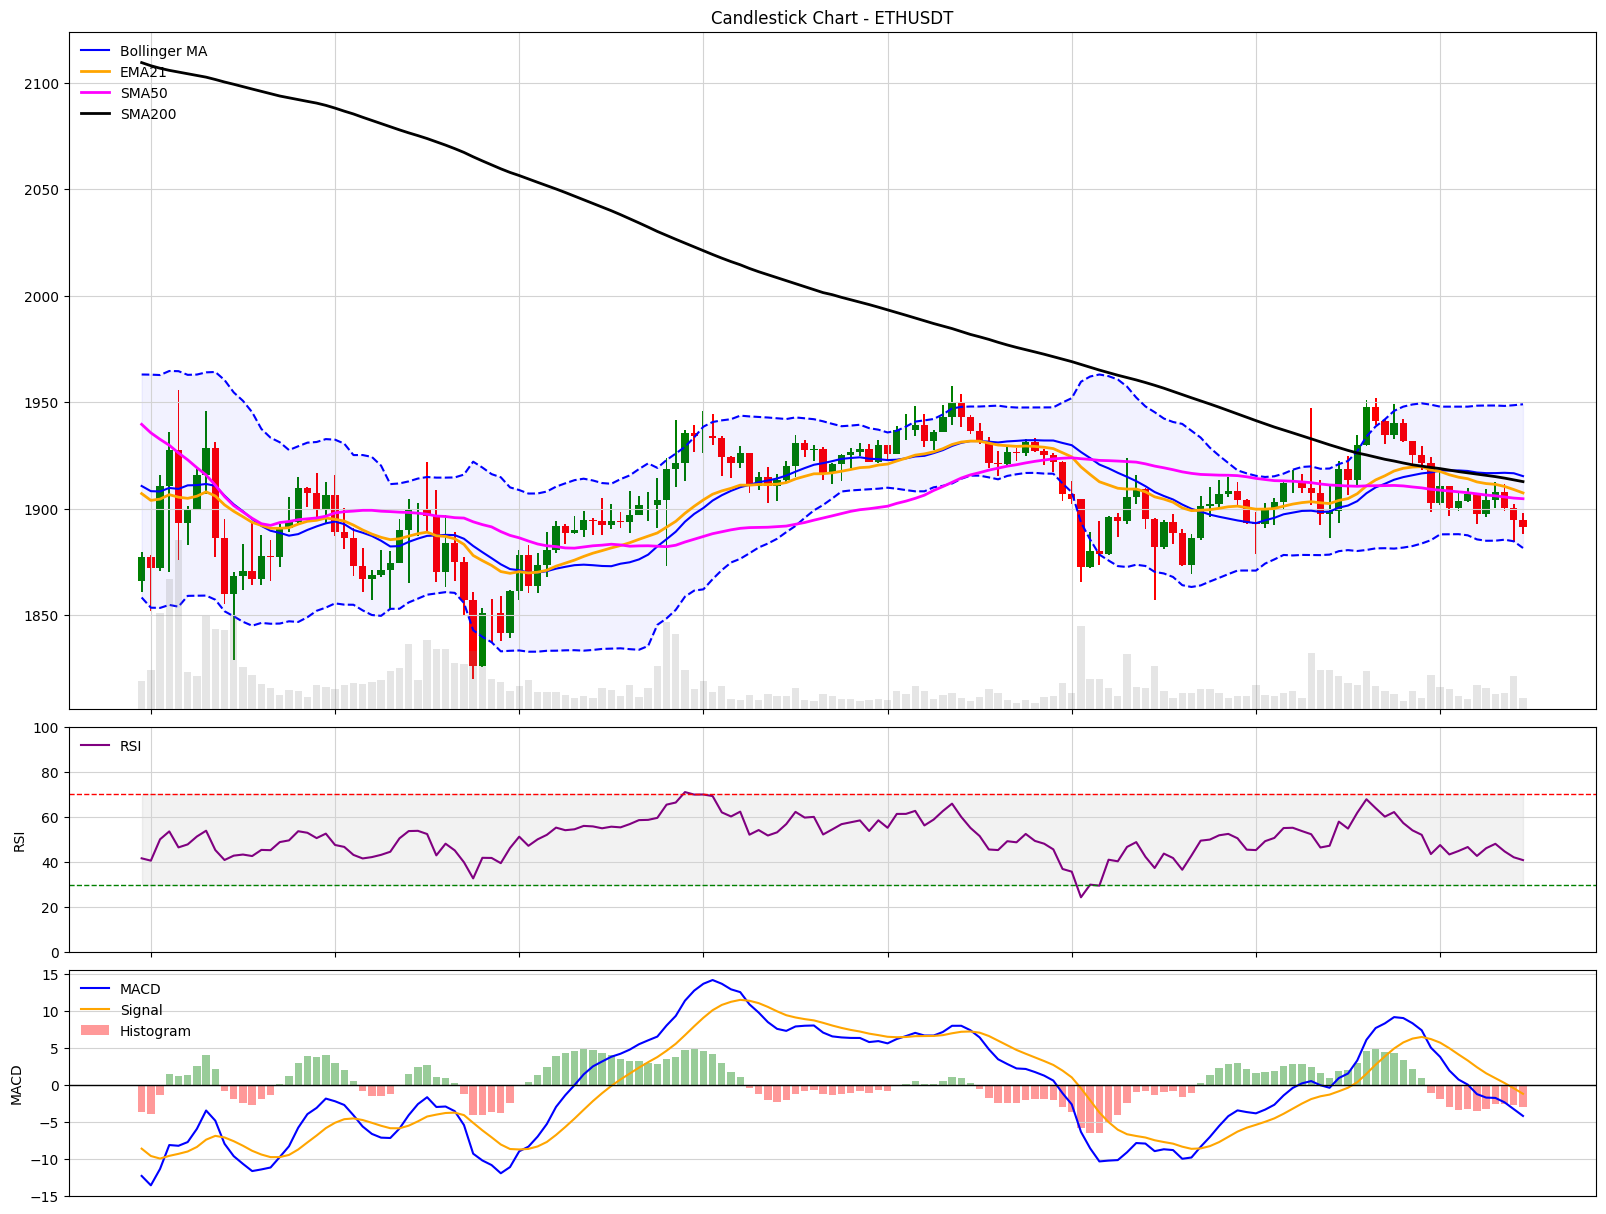 Candlestick Chart - ETHUSDT
Bollinger MA
EMA21
SMA50
SMA200
2100
2050
2000
1950
1900
1850
RSI
100
80
60
40
20
0
RSI
MACD
Signal
Histogram
15
10
5
0
−5
−10
−15
MACD